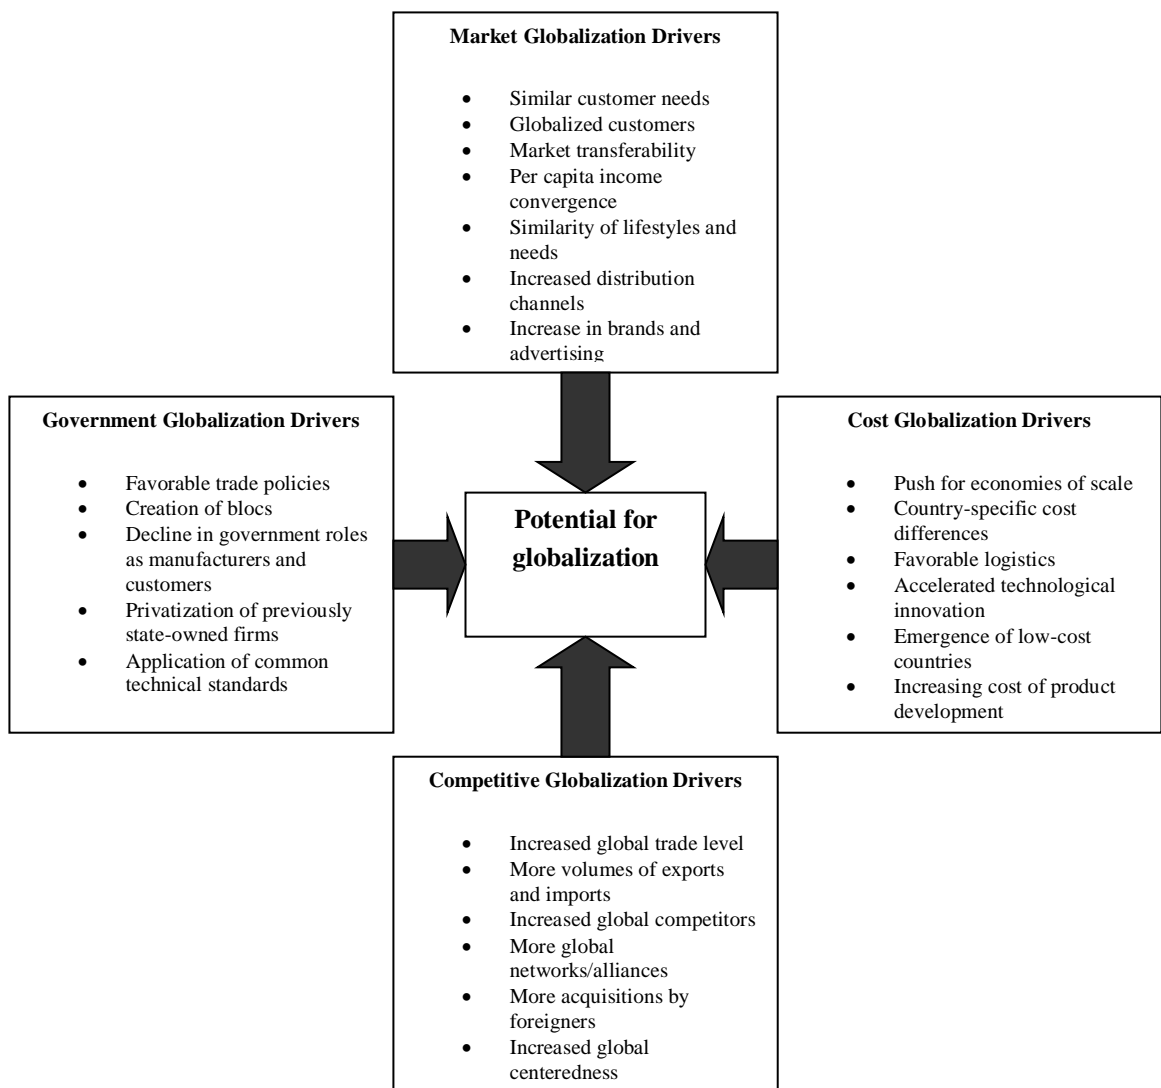 Market Globalization Drivers
• Similar customer needs
• Globalized customers
• Market transferability
• Per capita income
convergence
• Similarity of lifestyles and
needs
• Increased distribution
channels
• Increase in brands and
advertising
Government Globalization Drivers
• Favorable trade policies
• Creation of blocs
• Decline in government roles
as manufacturers and
customers
• Privatization of previously
state-owned firms
• Application of common
technical standards
Potential for
globalization
Cost Globalization Drivers
• Push for economies of scale
• Country-specific cost
differences
• Favorable logistics
• Accelerated technological
innovation
• Emergence of low-cost
countries
• Increasing cost of product
development
Competitive Globalization Drivers
• Increased global trade level
• More volumes of exports
and imports
• Increased global competitors
• More global
networks/alliances
• More acquisitions by
foreigners
• Increased global
centeredness